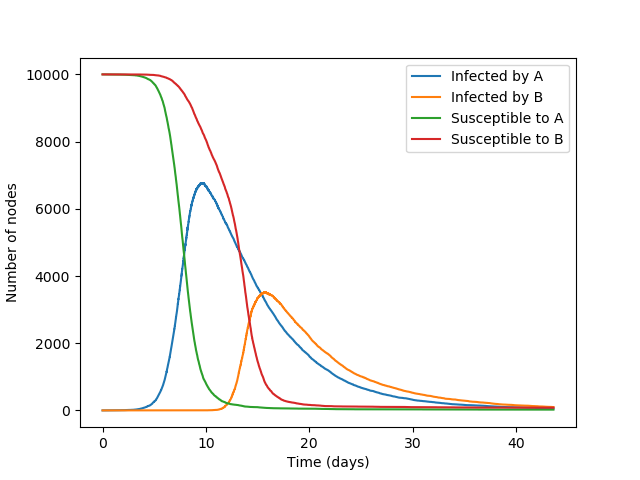 Infected by A
Infected by B
Susceptible to A
Susceptible to B
Number of nodes
10000
8000
6000
4000
2000
0
0 10 20 30 40
Time (days)